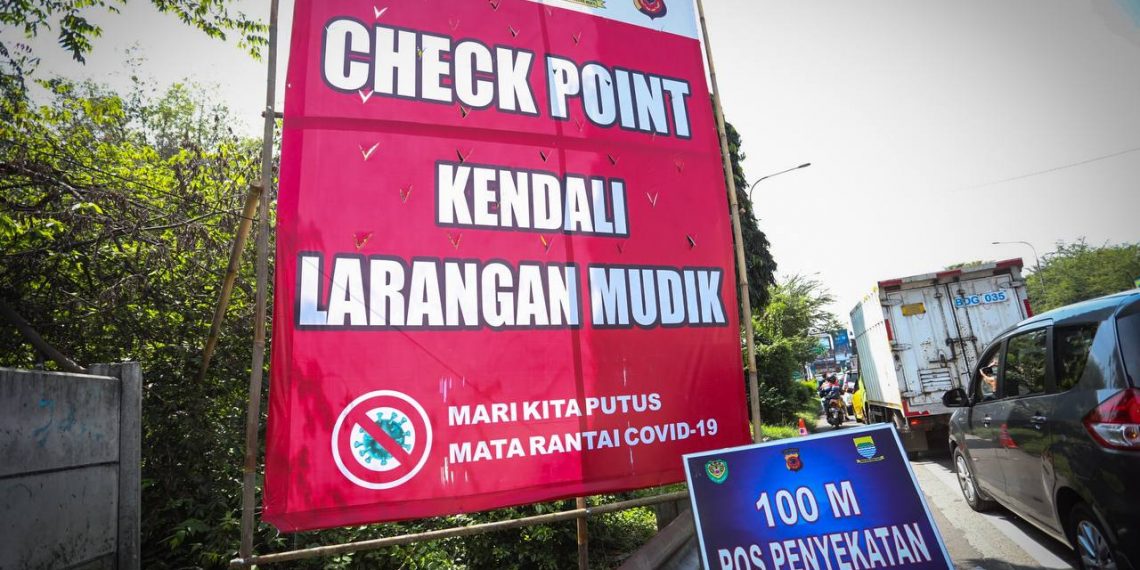 CHECK POINT
KENDALI
LARANGAN MUDIK
MARI KITA PUTUS
MATA RANTAI COVID-19
BDG 035
100 M
POS PENYEKATAN